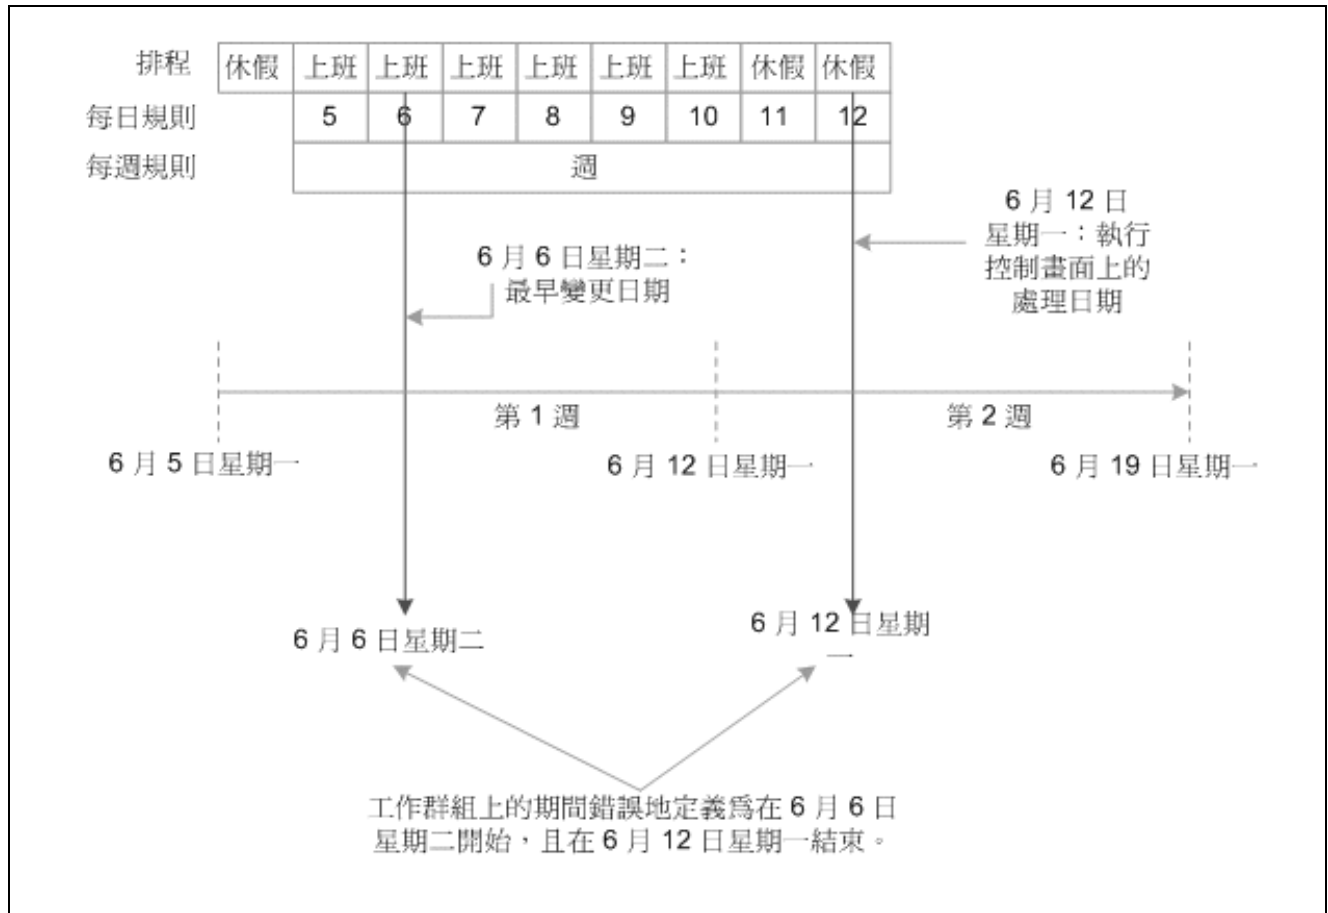 排程 休假 上班 上班 上班 上班 上班 上班 休假 休假
每日規則 5 6 7 8 9 10 11 12
每週規則 週
6 月 12 日
星期一：執行
控制畫面上的
處理日期
6 月 6 日星期二：
最早變更日期
第 1 週
第 2 週
6 月 5 日星期一
6 月 12 日星期一
6 月 19 日星期一
6 月 6 日星期二
6 月 12 日星期
一
工作群組上的期間錯誤地定義為在 6 月 6 日
星期二開始，且在 6 月 12 日星期一結束。